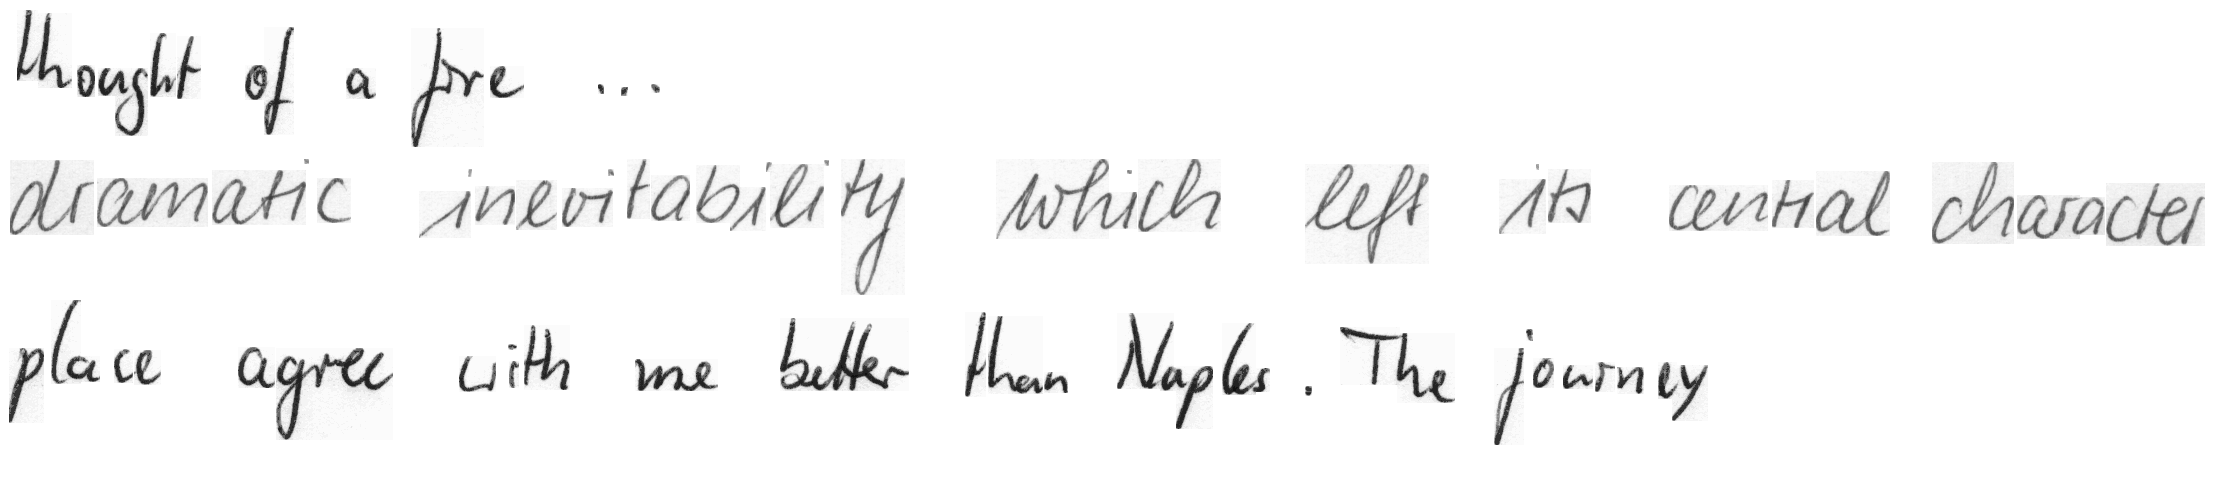 thought of a fire ...
dramatic inevitability which left its central character
place agree with me better than Naples. The journey